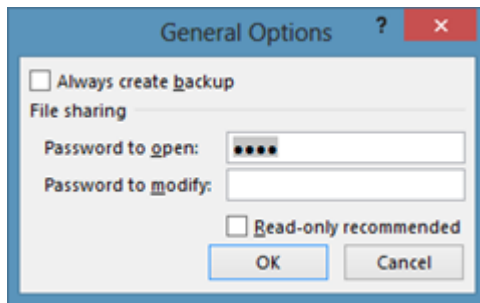 General Options ?
Always create backup
File sharing
Password to open: ●●●●
Password to modify:
Read-only recommended
OK Cancel